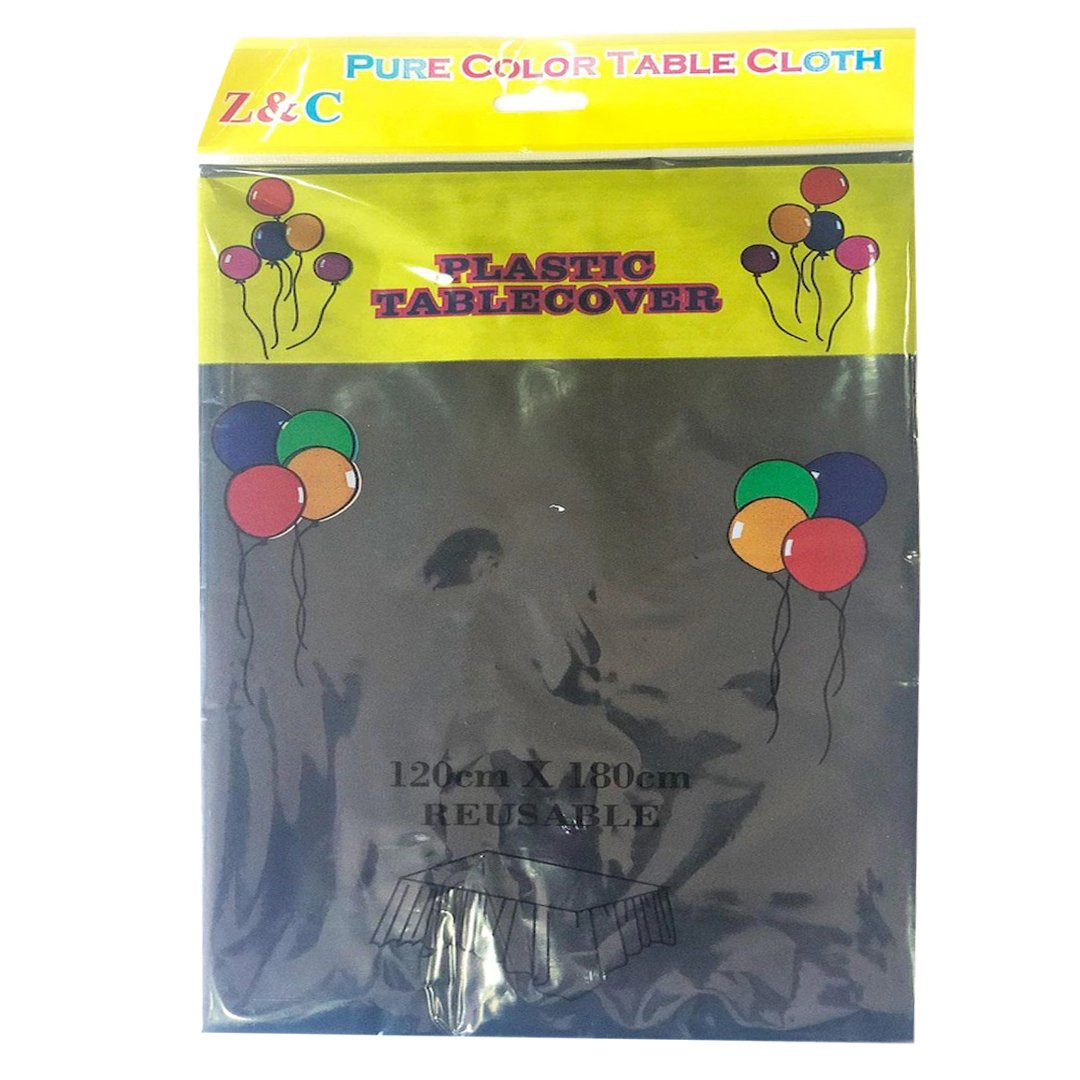 PURE COLOR TABLE CLOTH
Z&C
PLASTIC
TABLECOVER
120cm X 180cm
REUSABLE